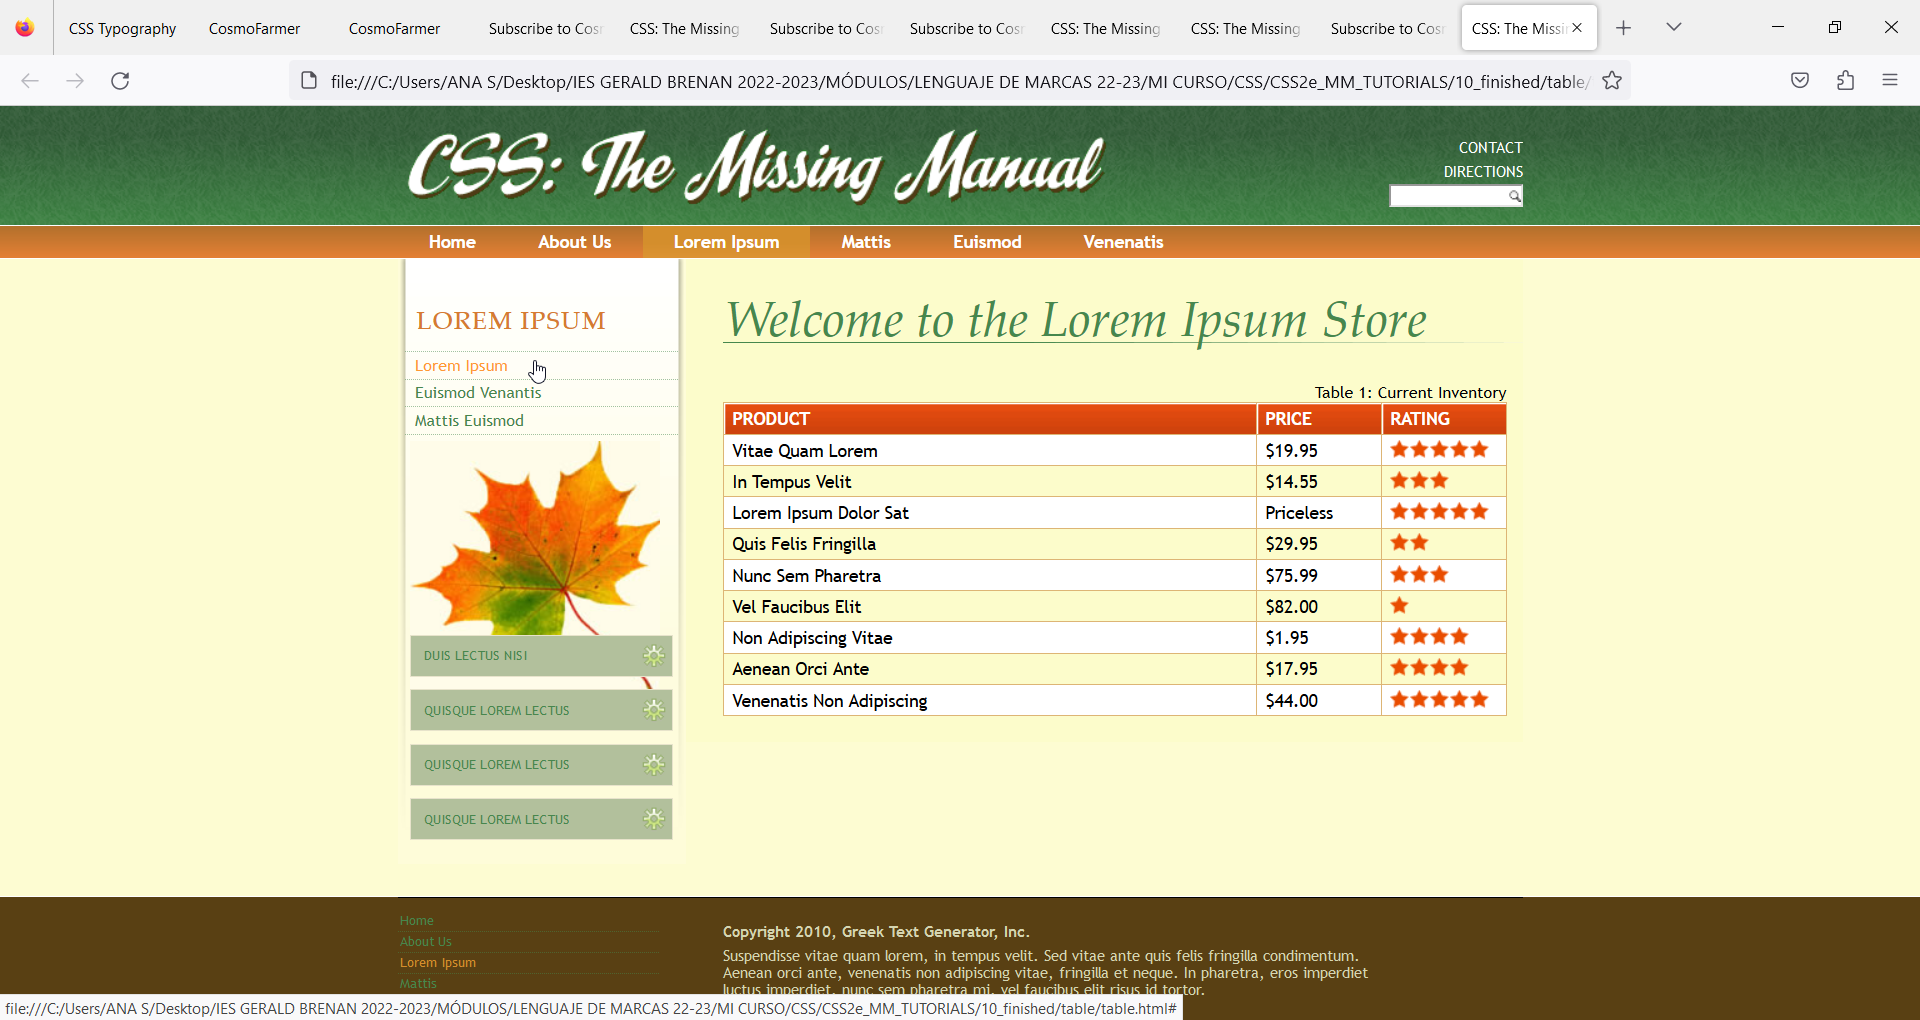 CSS Typography
CosmoFarmer
CosmoFarmer
Subscribe to Cos
CSS: The Missing
Subscribe to Cos
Subscribe to Cosr
CSS: The Missing
CSS: The Missing
Subscribe to Cosr
CSS: The Missi
file:///C:/Users/ANA S/Desktop/IES GERALD BRENAN 2022-2023/MÓDULOS/LENGUAJE DE MARCAS 22-23/MI CURSO/CSS/CSS2e_MM_TUTORIALS/10_finished/table/
CSS: The Missing Manual
CONTACT
DIRECTIONS
Home About Us Lorem Ipsum Mattis Euismod Venenatis
LOREM IPSUM
Lorem Ipsum
Euismod Venantis
Mattis Euismod
DUIS LECTUS NISI
QUISQUE LOREM LECTUS
QUISQUE LOREM LECTUS
QUISQUE LOREM LECTUS
Welcome to the Lorem Ipsum Store
Table 1: Current Inventory
PRODUCT PRICE RATING
Vitae Quam Lorem $19.95
In Tempus Velit $14.55
Lorem Ipsum Dolor Sat Priceless
Quis Felis Fringilla $29.95
Nunc Sem Pharetra $75.99
Vel Faucibus Elit $82.00
Non Adipiscing Vitae $1.95
Aenean Orci Ante $17.95
Venenatis Non Adipiscing $44.00
Home
About Us
Lorem Ipsum
Mattis
Copyright 2010, Greek Text Generator, Inc.
Suspendisse vitae quam lorem, in tempus velit. Sed vitae ante quis felis fringilla condimentum.
Aenean orci ante, venenatis non adipiscing vitae, fringilla et neque. In pharetra, eros imperdiet
luctus imperdiet, nunc sem pharetra mi, vel faucibus elit risus id tortor.
file:///C:/Users/ANA S/Desktop/IES GERALD BRENAN 2022-2023/MÓDULOS/LENGUAJE DE MARCAS 22-23/MI CURSO/CSS/CSS2e_MM_TUTORIALS/10_finished/table/table.html#